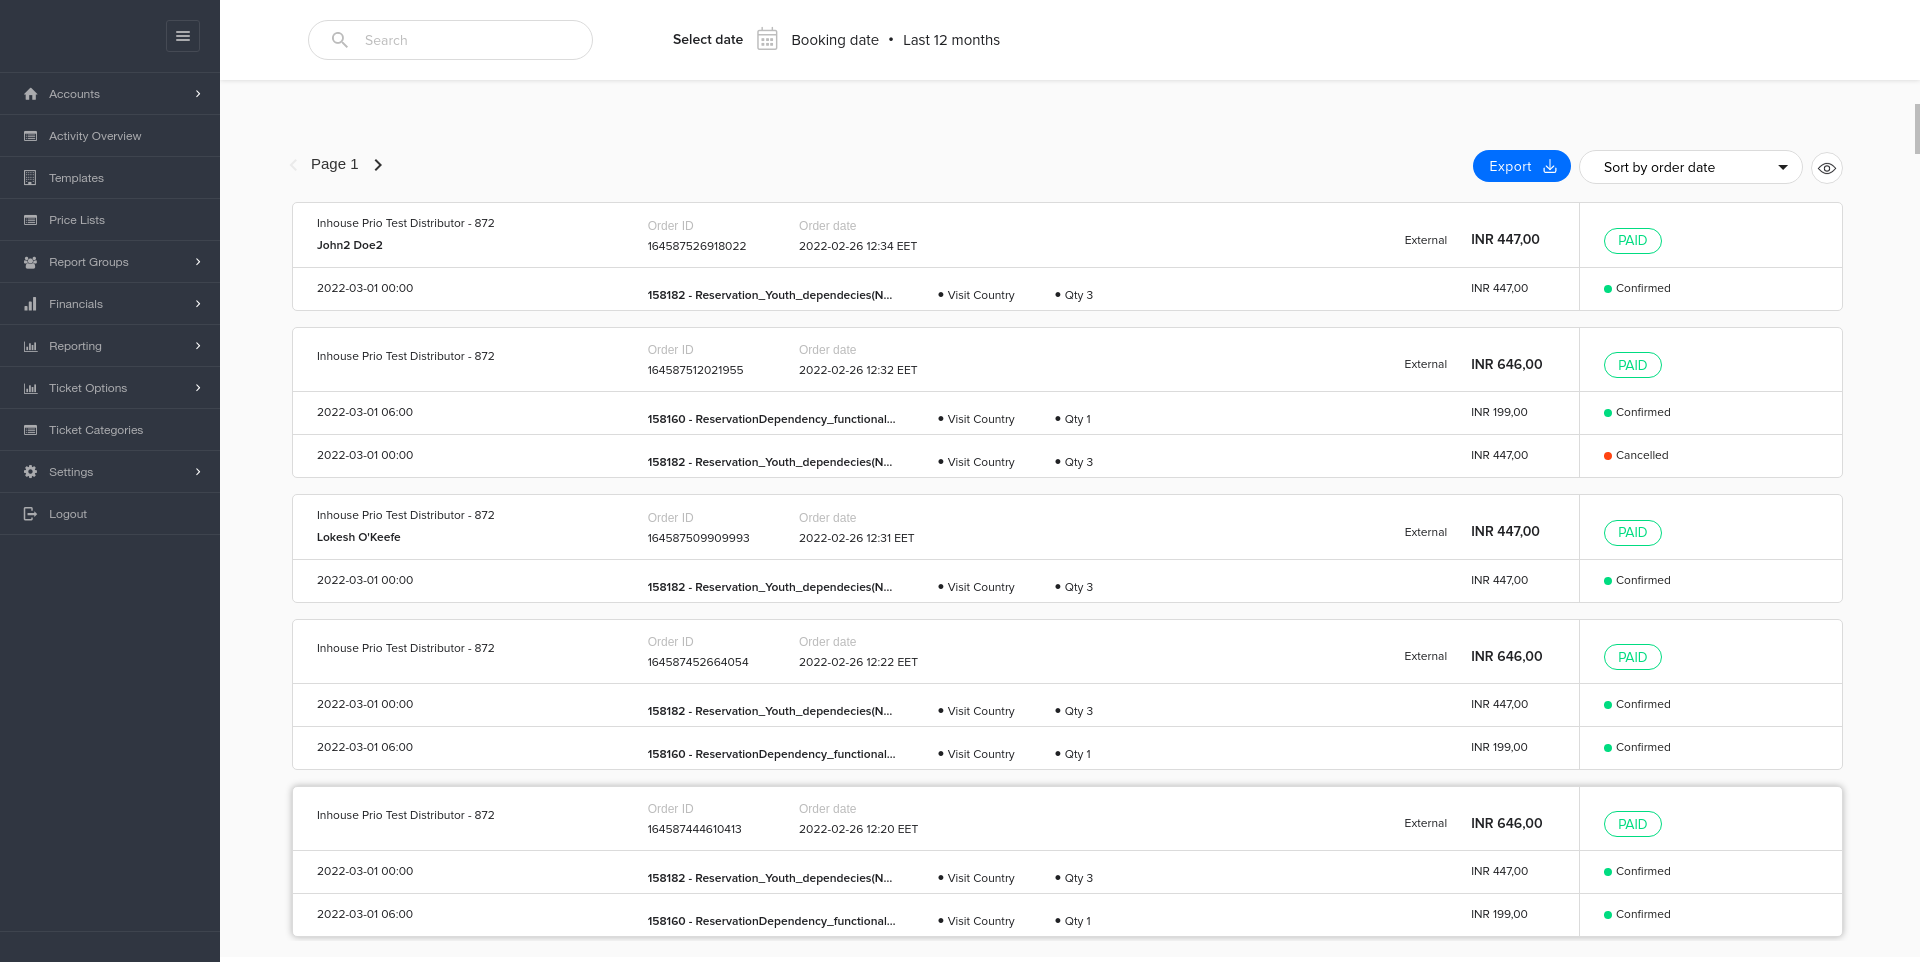 Search
Select date Booking date • Last 12 months
Accounts
Activity Overview
Templates
Price Lists
Report Groups
Financials
Reporting
Ticket Options
Ticket Categories
Settings
Logout
Page 1
Export
Sort by order date
Inhouse Prio Test Distributor - 872
John2 Doe2
Order ID
164587526918022
Order date
2022-02-26 12:34 EET
External INR 447,00
PAID
2022-03-01 00:00 158182 - Reservation_Youth_dependecies(N... • Visit Country • Qty 3 INR 447,00 Confirmed
Inhouse Prio Test Distributor - 872
Order ID
164587512021955
Order date
2022-02-26 12:32 EET
External INR 646,00
PAID
2022-03-01 06:00 158160 - ReservationDependency_functional... • Visit Country • Qty 1 INR 199,00 Confirmed
2022-03-01 00:00 158182 - Reservation_Youth_dependecies(N... • Visit Country • Qty 3 INR 447,00 Cancelled
Inhouse Prio Test Distributor - 872
Lokesh O'Keefe
Order ID
164587509909993
Order date
2022-02-26 12:31 EET
External INR 447,00
PAID
2022-03-01 00:00 158182 - Reservation_Youth_dependecies(N... • Visit Country • Qty 3 INR 447,00 Confirmed
Inhouse Prio Test Distributor - 872
Order ID
164587452664054
Order date
2022-02-26 12:22 EET
External INR 646,00
PAID
2022-03-01 00:00 158182 - Reservation_Youth_dependecies(N... • Visit Country • Qty 3 INR 447,00 Confirmed
2022-03-01 06:00 158160 - ReservationDependency_functional... • Visit Country • Qty 1 INR 199,00 Confirmed
Inhouse Prio Test Distributor - 872
Order ID
164587444610413
Order date
2022-02-26 12:20 EET
External INR 646,00
PAID
2022-03-01 00:00 158182 - Reservation_Youth_dependecies(N... • Visit Country • Qty 3 INR 447,00 Confirmed
2022-03-01 06:00 158160 - ReservationDependency_functional... • Visit Country • Qty 1 INR 199,00 Confirmed